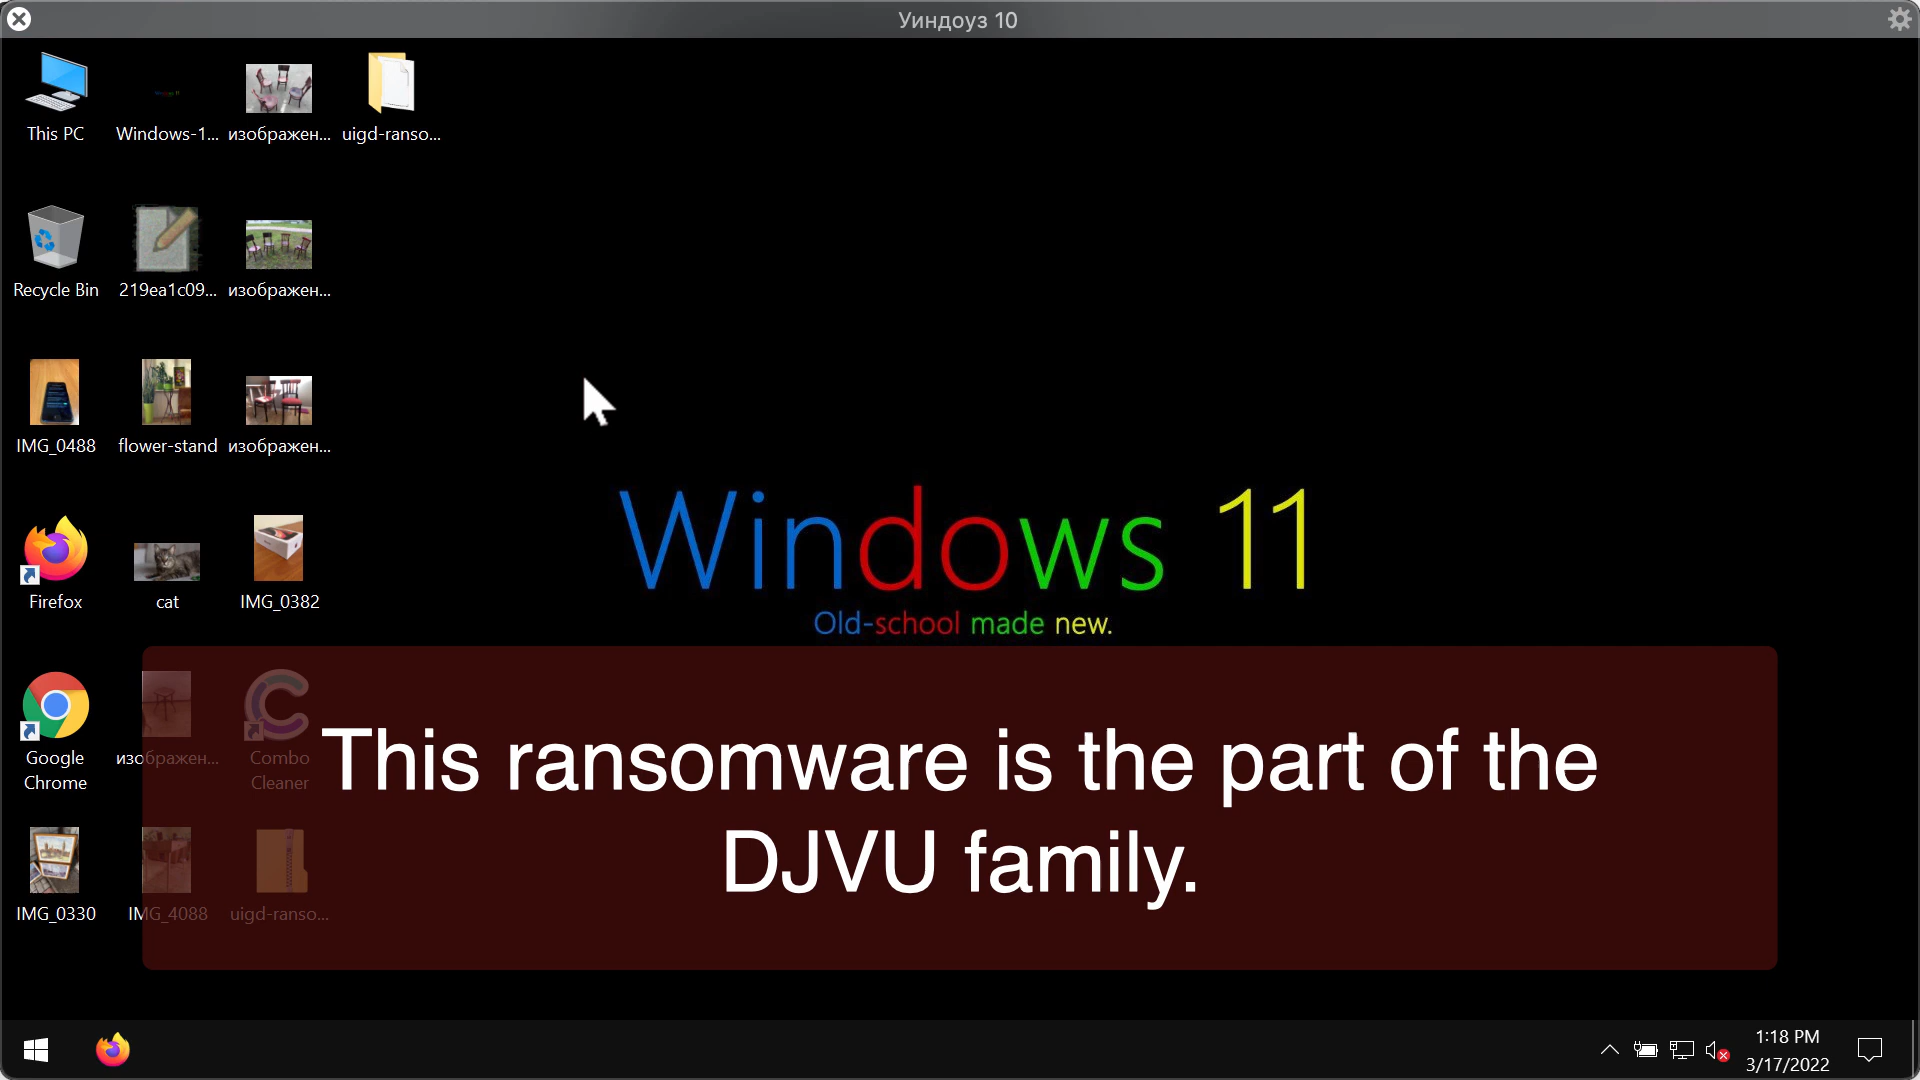 Уиндоуз 10
This PC
Windows-1...
изображен...
uigd-ranso...
Recycle Bin
219ea1c09...
изображен...
IMG_0488
flower-stand
изображен...
Windows 11
Old-school made new.
Firefox
cat
IMG_0382
Google
Chrome
изображен...
Combo
Cleaner
This ransomware is the part of the
DJVU family.
IMG_0330
IMG_4088
uigd-ranso...
1:18 PM
3/17/2022